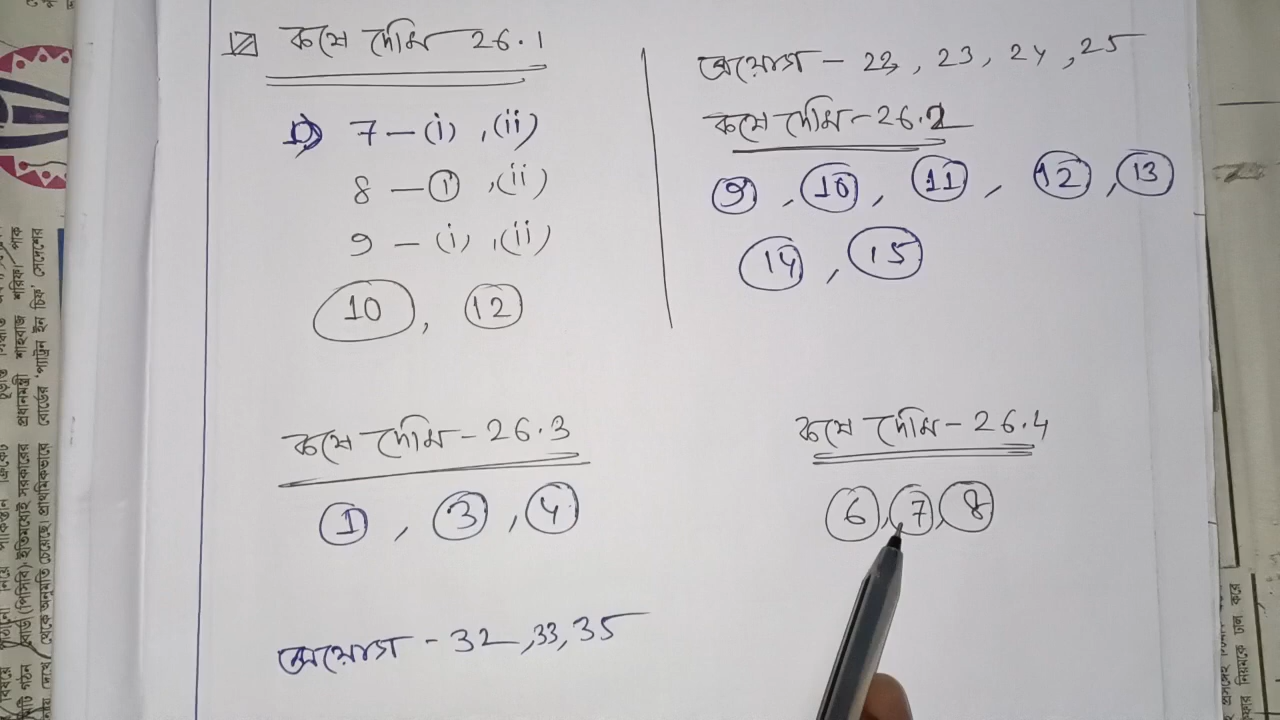 কষে দেখি 26.1
7 - (i), (ii)
8 - (i), (ii)
9 - (i), (ii)
10, 12
প্রয়োগ - 22, 23, 24, 25
কষে দেখি - 26.2
9, 10, 11, 12, 13
14, 15
কষে দেখি - 26.3
1, 3, 4
প্রয়োগ - 32, 33, 35
কষে দেখি - 26.4
6, 7, 8